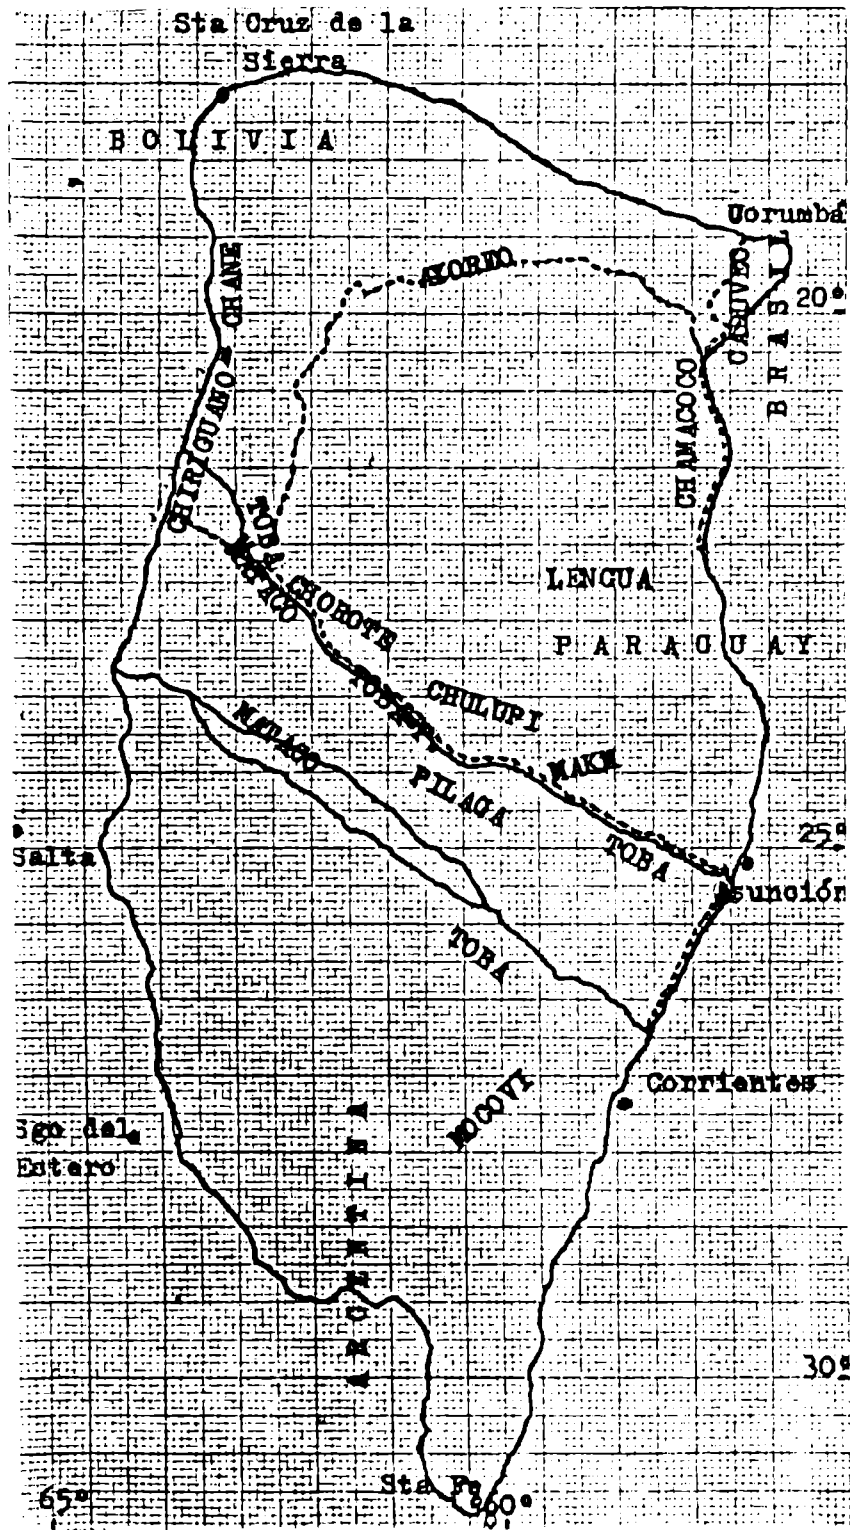 Sta Cruz de la
Sierra
BOLIVIA
Corumbá
CHANE
AYOREO
CADUVEO
20°
BRASIL
CHIRIGUANO
CHAMACOCO
TOBA
MATACO
CHOROTE
LENGUA
PARAGUAY
CHULUPI
MATACO
PILAGA
MAKA
TOBA
25°
Salta
Asunción
TOBA
MOCOVI
Corrientes
Sgo del
Estero
ARGENTINA
30°
Sta Fe
65°
60°